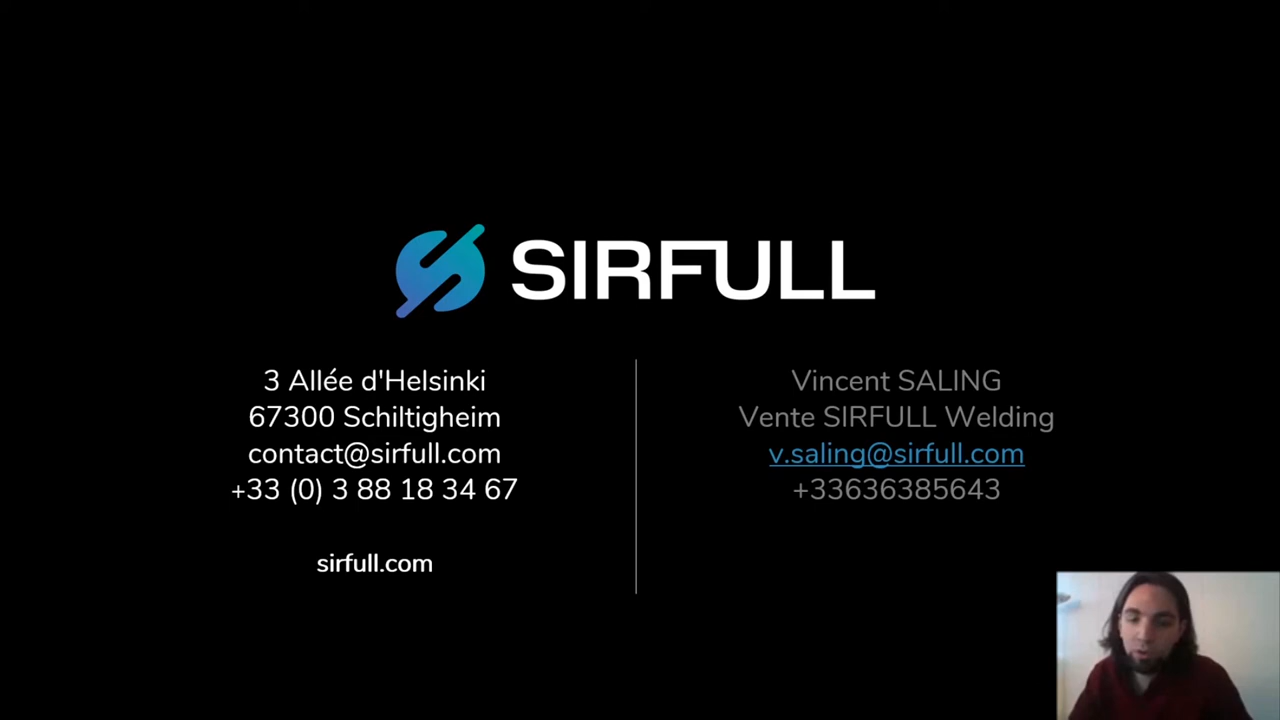 SIRFULL
3 Allée d'Helsinki
67300 Schiltigheim
contact@sirfull.com
+33 (0) 3 88 18 34 67
sirfull.com
Vincent SALING
Vente SIRFULL Welding
v.saling@sirfull.com
+33636385643